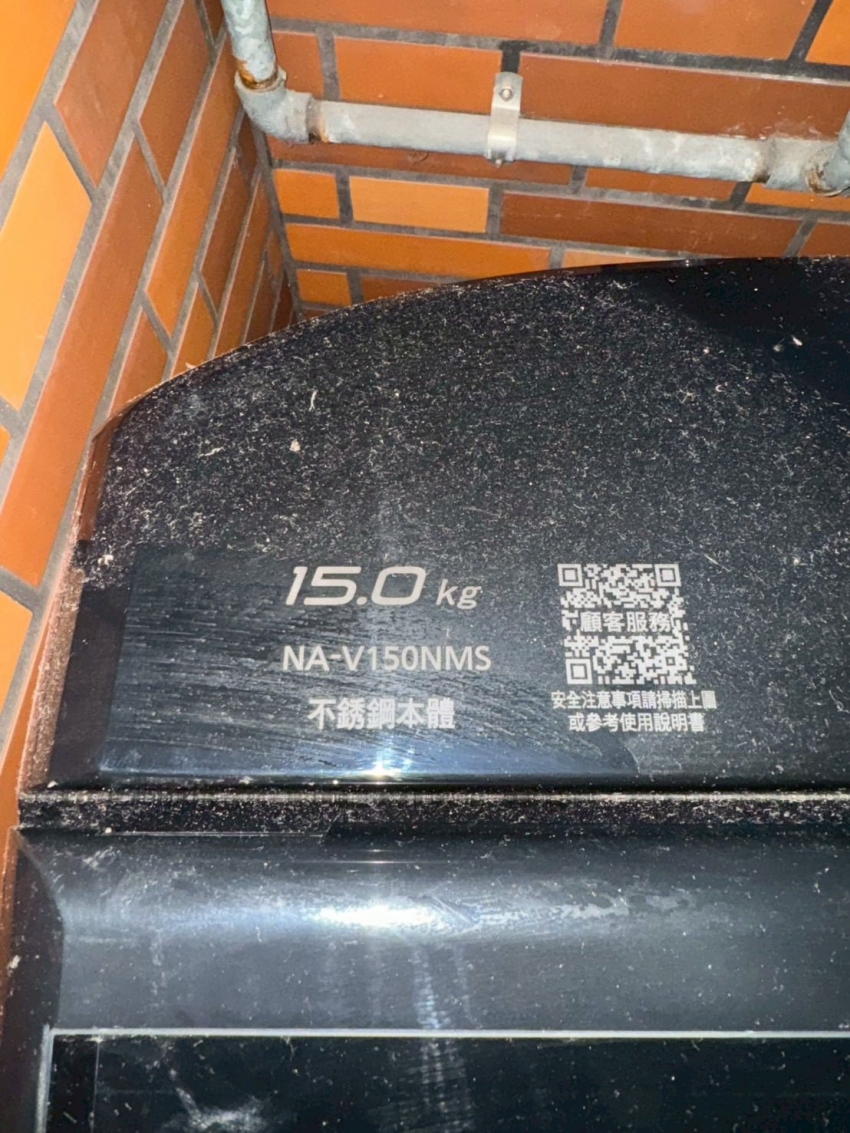 15.0 kg
NA-V150NMS
不銹鋼本體
顧客服務
安全注意事項請掃描上圖
或參考使用說明書